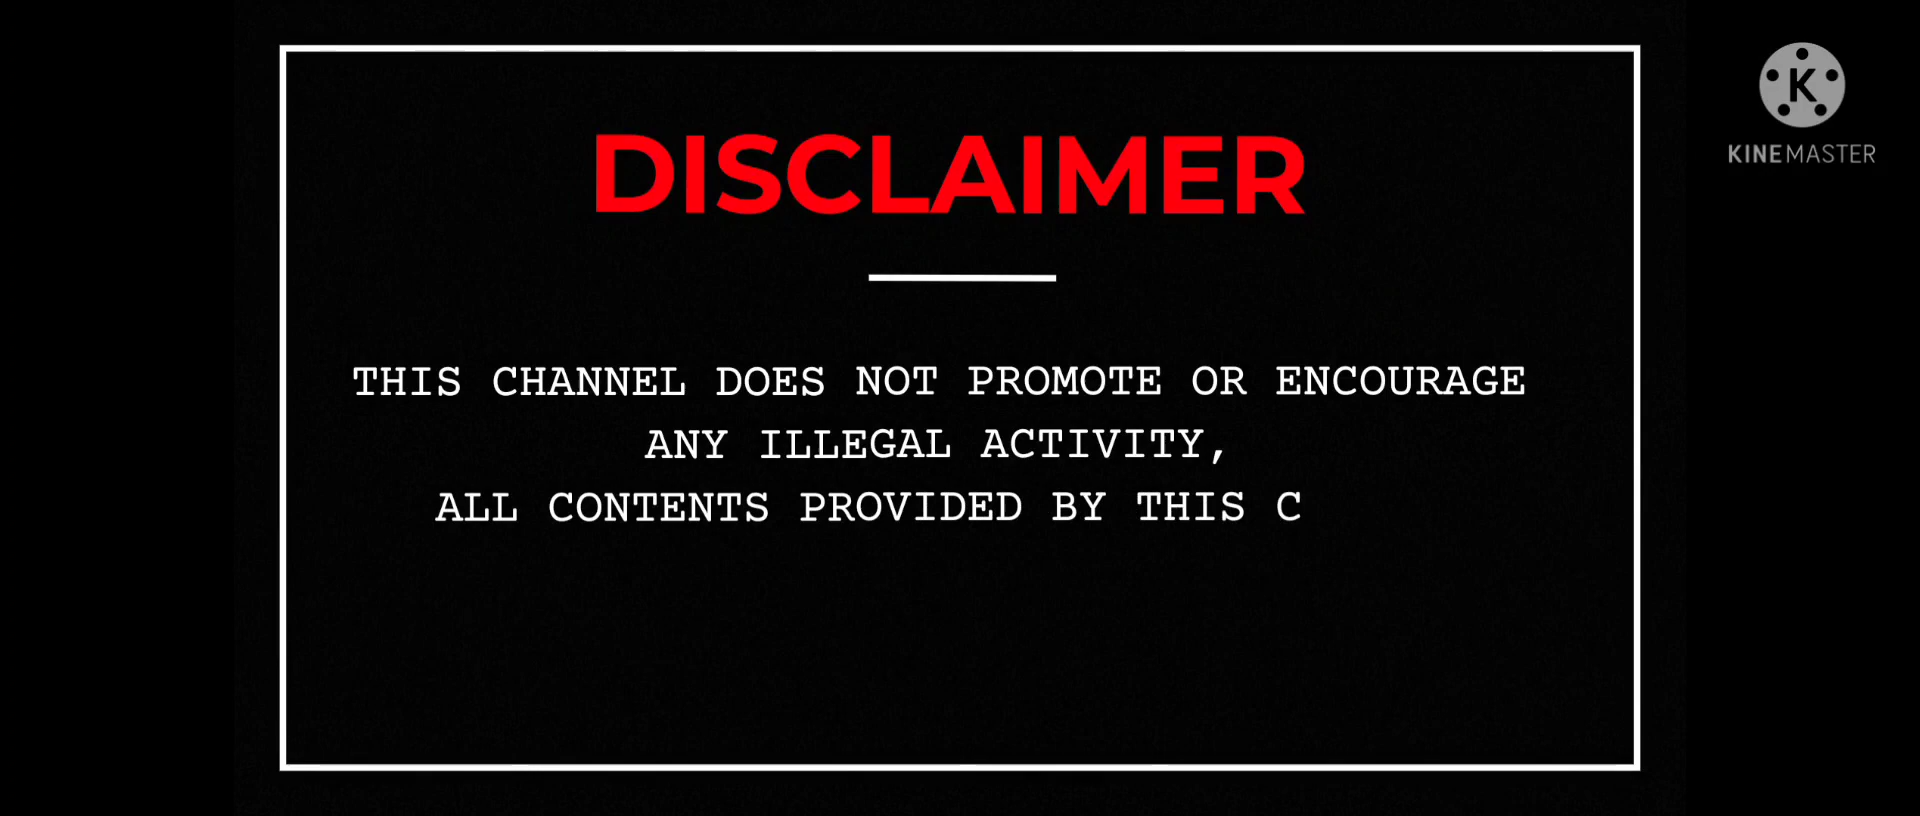 DISCLAIMER
THIS CHANNEL DOES NOT PROMOTE OR ENCOURAGE
ANY ILLEGAL ACTIVITY,
ALL CONTENTS PROVIDED BY THIS C
K
KINEMASTER